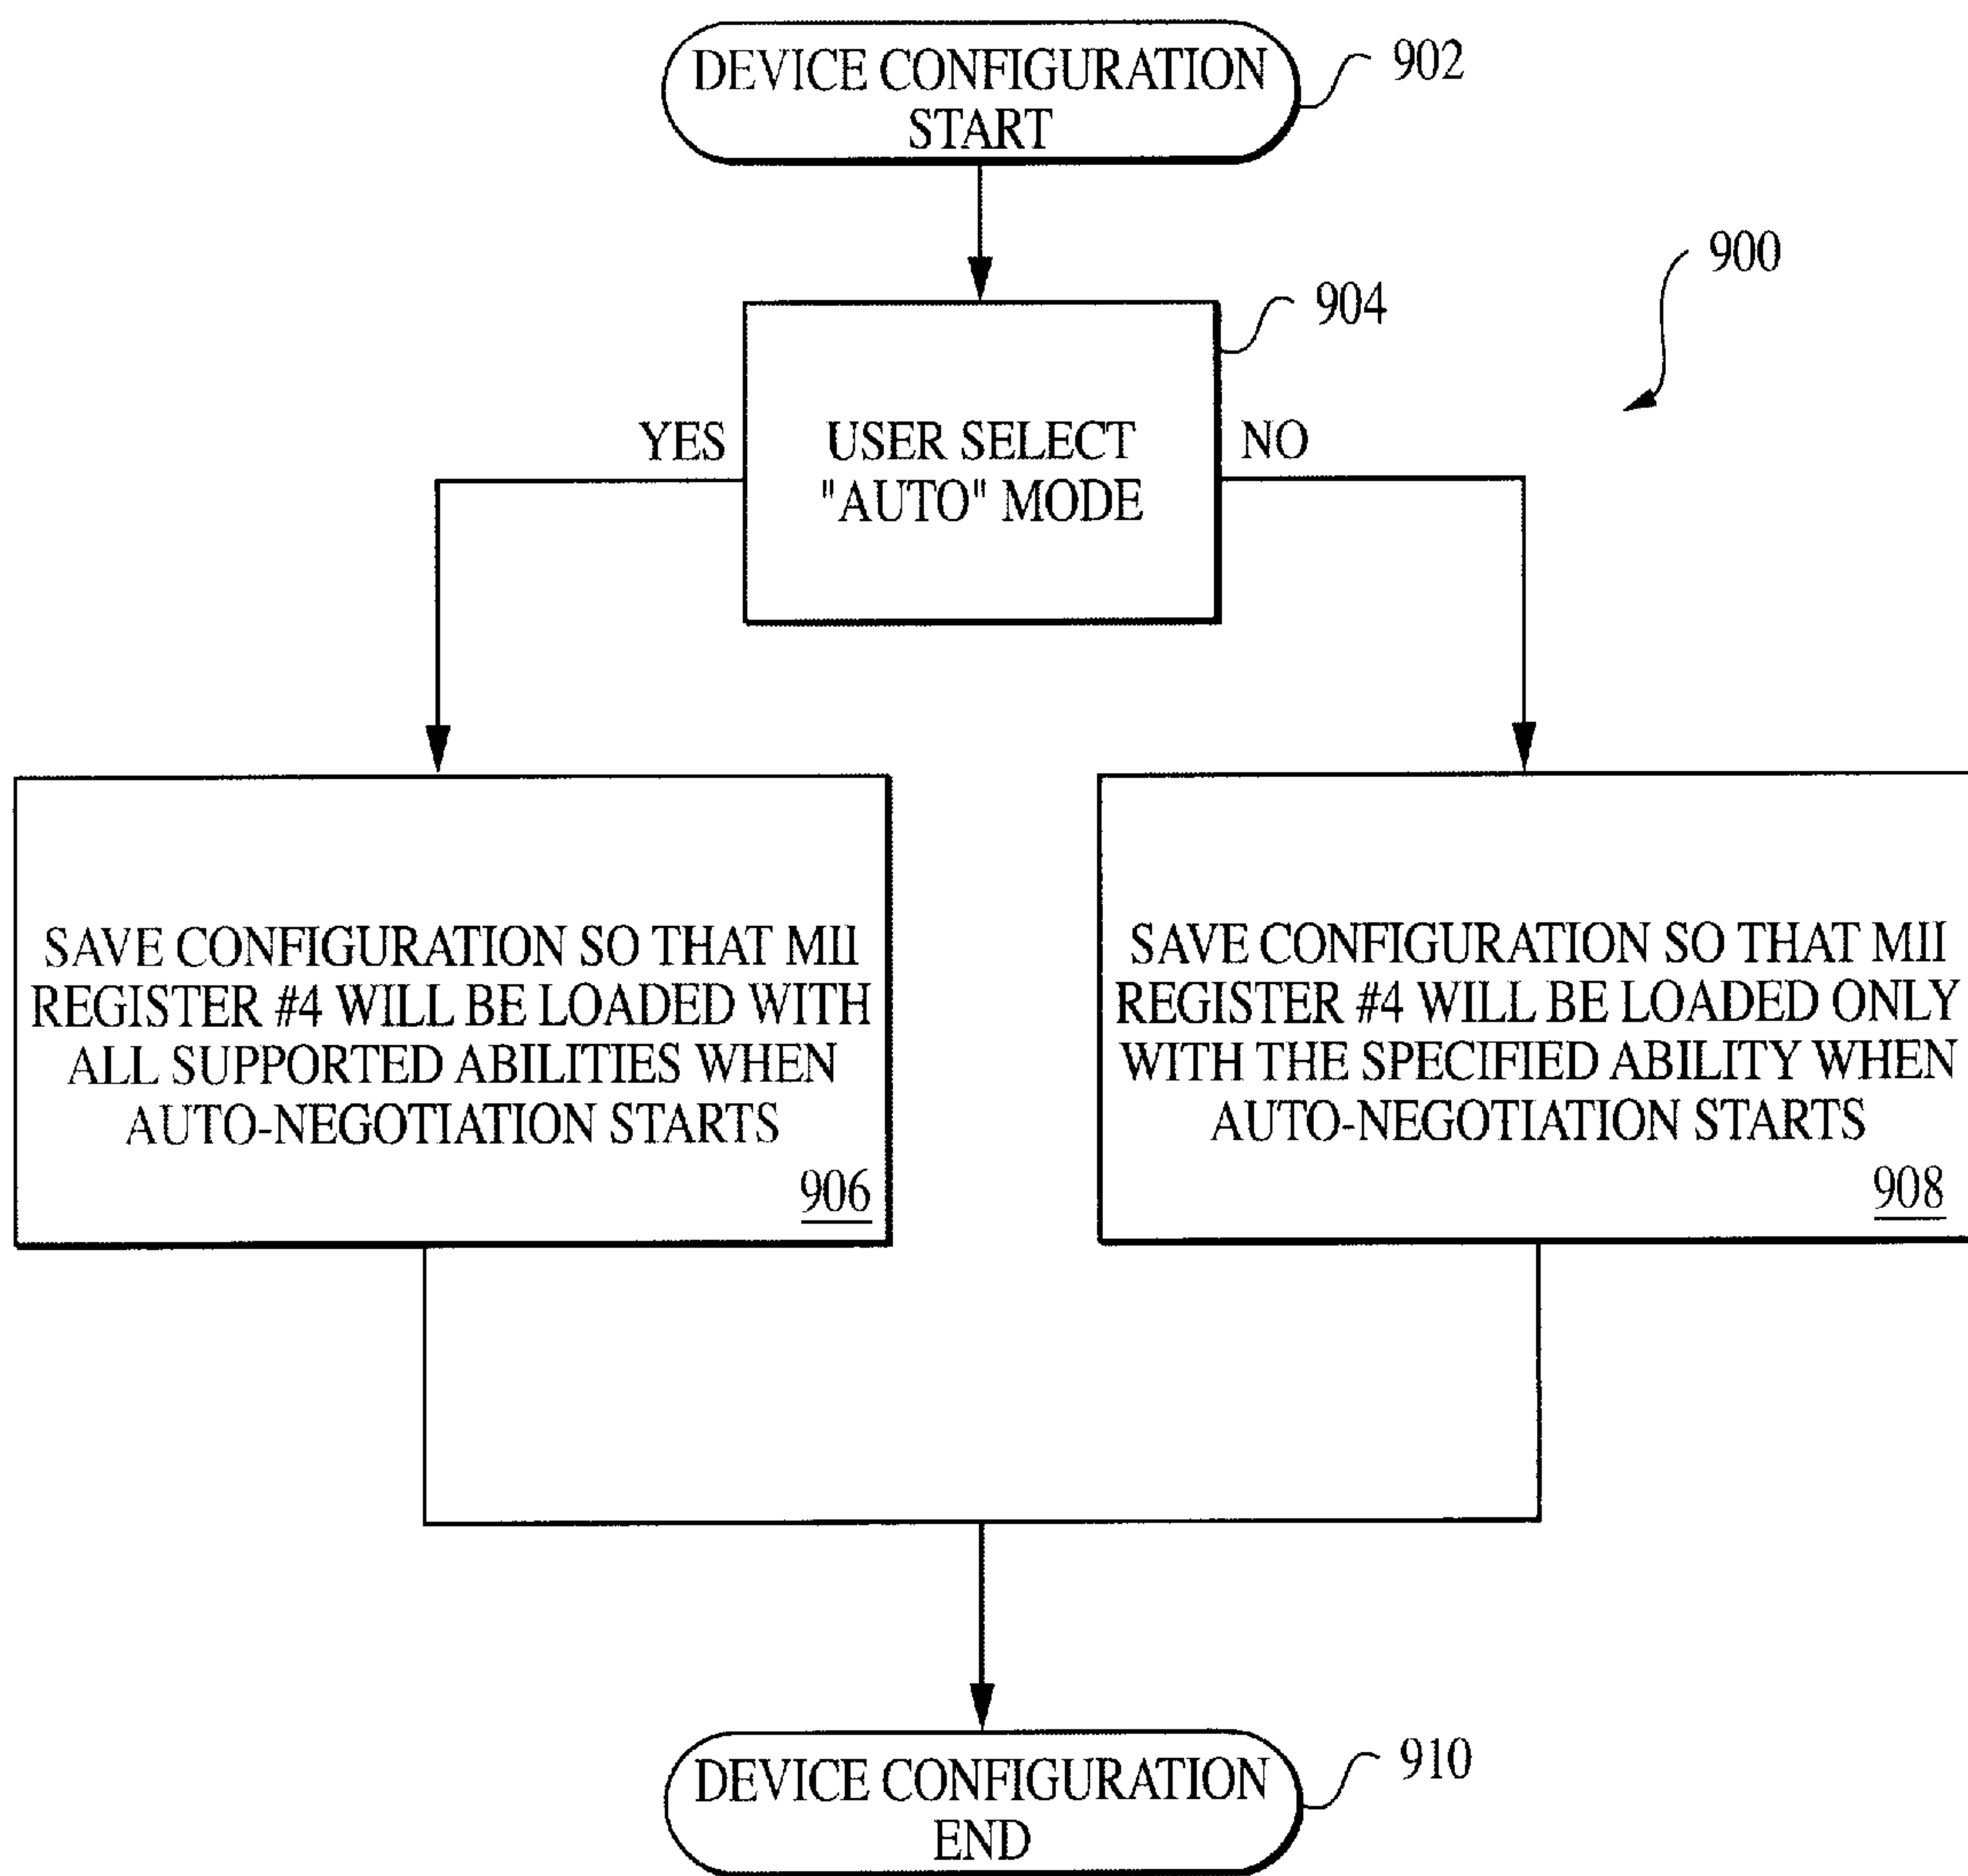 DEVICE CONFIGURATION
START
902
900
904
YES
USER SELECT
"AUTO" MODE
NO
SAVE CONFIGURATION SO THAT MII
REGISTER #4 WILL BE LOADED WITH
ALL SUPPORTED ABILITIES WHEN
AUTO-NEGOTIATION STARTS
906
SAVE CONFIGURATION SO THAT MII
REGISTER #4 WILL BE LOADED ONLY
WITH THE SPECIFIED ABILITY WHEN
AUTO-NEGOTIATION STARTS
908
DEVICE CONFIGURATION
END
910